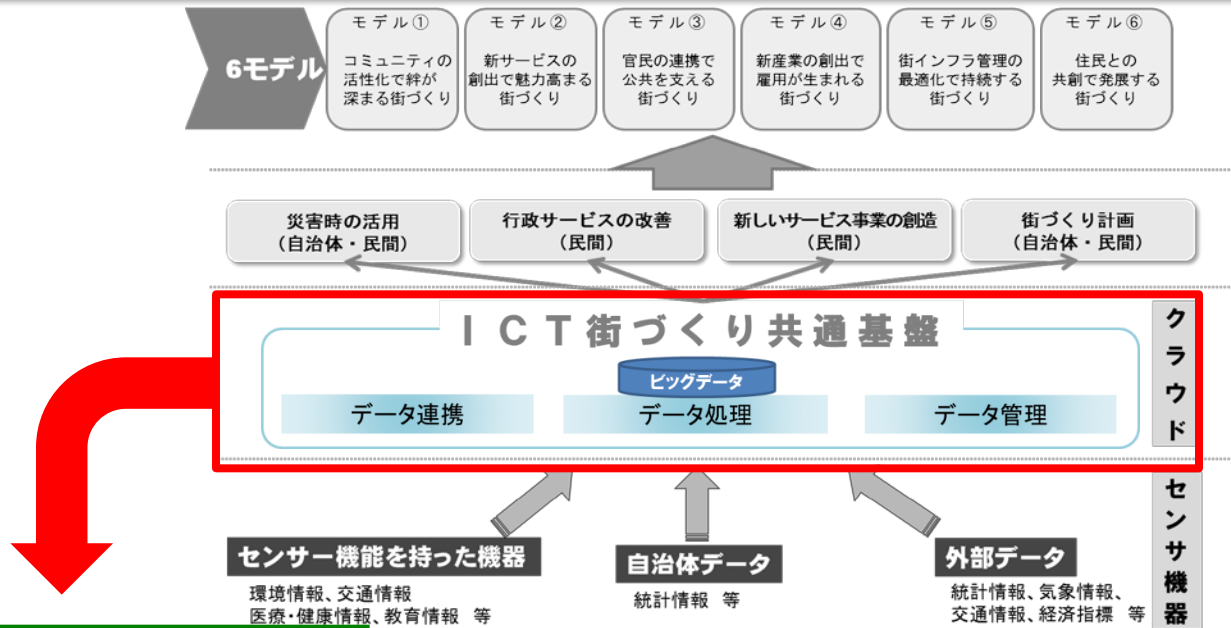 6モデル
モデル①
コミュニティの
活性化で絆が
深まる街づくり
モデル②
新サービスの
創出で魅力高まる
街づくり
モデル③
官民の連携で
公共を支える
街づくり
モデル④
新産業の創出で
雇用が生まれる
街づくり
モデル⑤
街インフラ管理の
最適化で持続する
街づくり
モデル⑥
住民との
共創で発展する
街づくり
災害時の活用
(自治体・民間)
行政サービスの改善
(民間)
新しいサービス事業の創造
(民間)
街づくり計画
(自治体・民間)
ICT街づくり共通基盤
ビッグデータ
データ連携
データ処理
データ管理
クラウド
センサー機能を持った機器
環境情報、交通情報
医療・健康情報、教育情報 等
自治体データ
統計情報 等
外部データ
統計情報、気象情報、
交通情報、経済指標 等
センサ機器